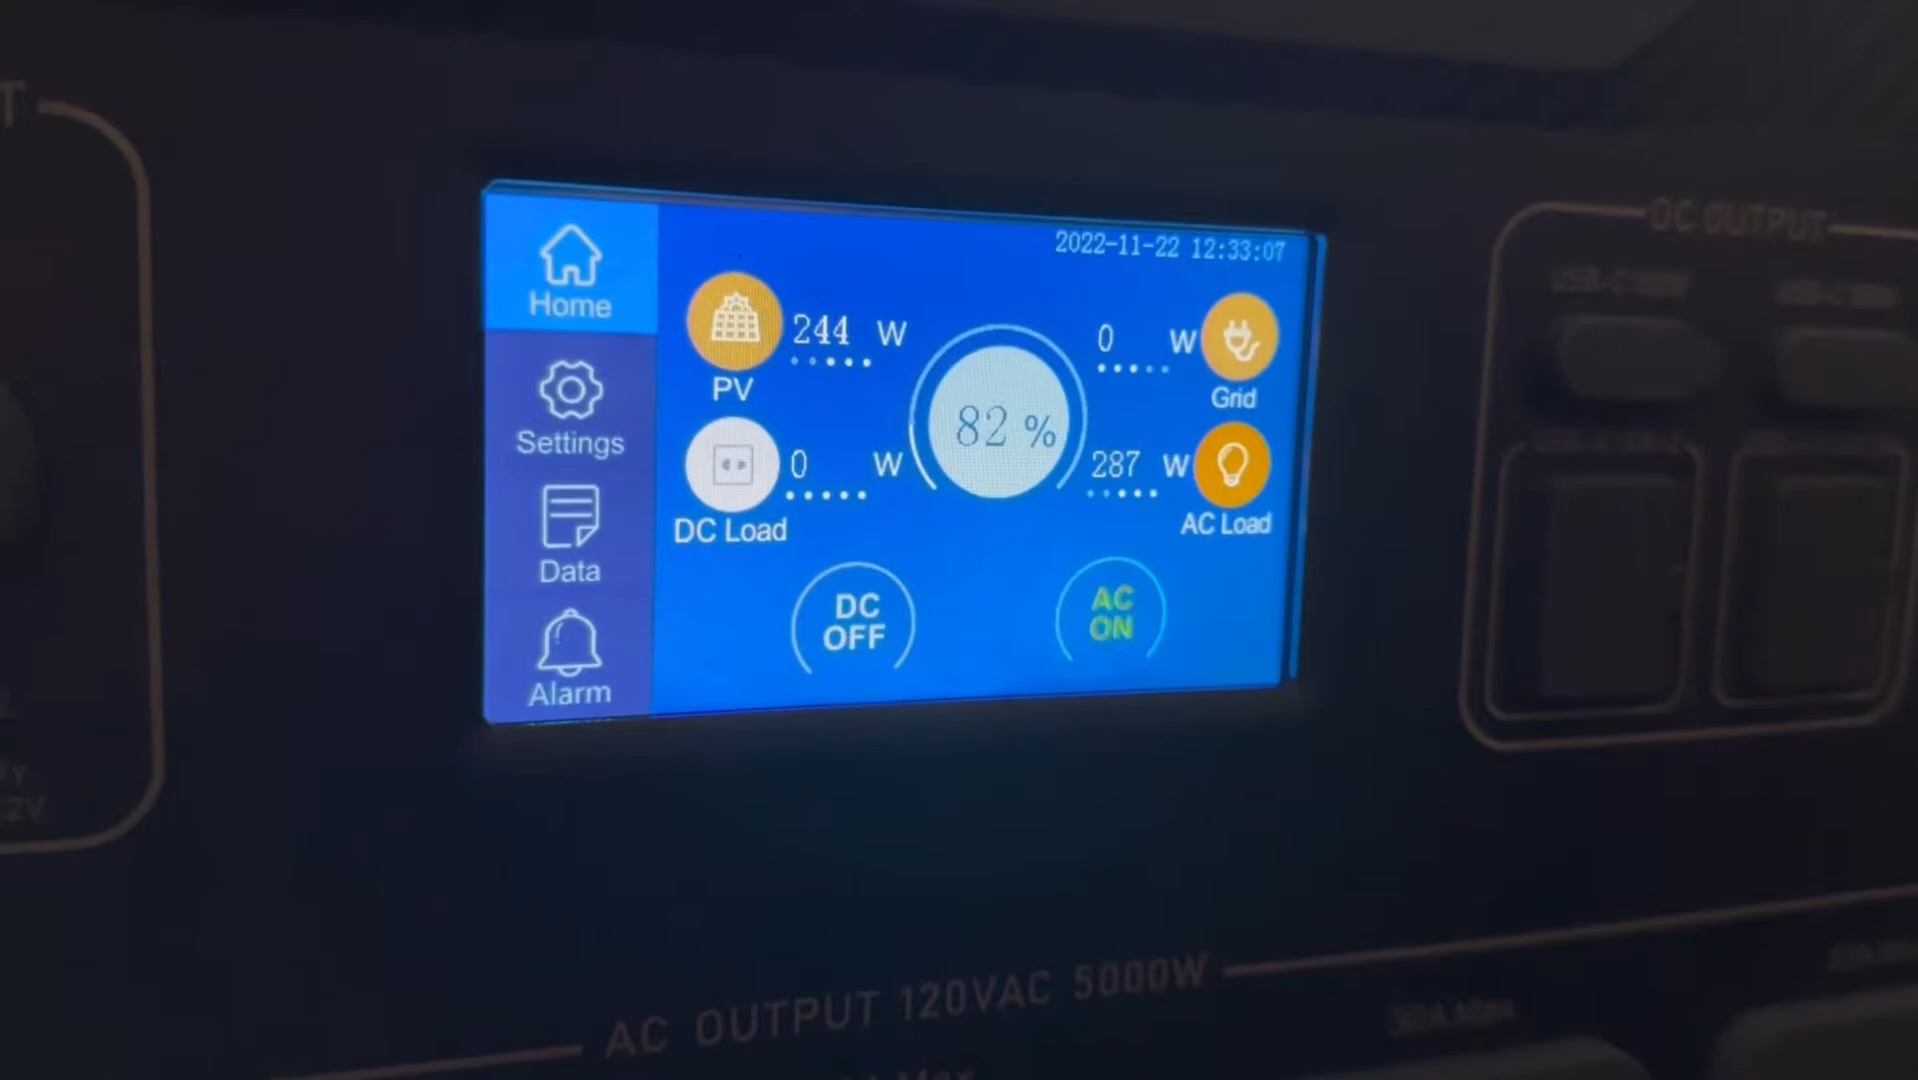 2022-11-22 12:33:07
Home
Settings
Data
Alarm
244 W
PV
0 W
DC Load
82 %
0 W
Grid
287 W
AC Load
DC
OFF
AC
ON
DC OUTPUT
AC OUTPUT 120VAC 5000W